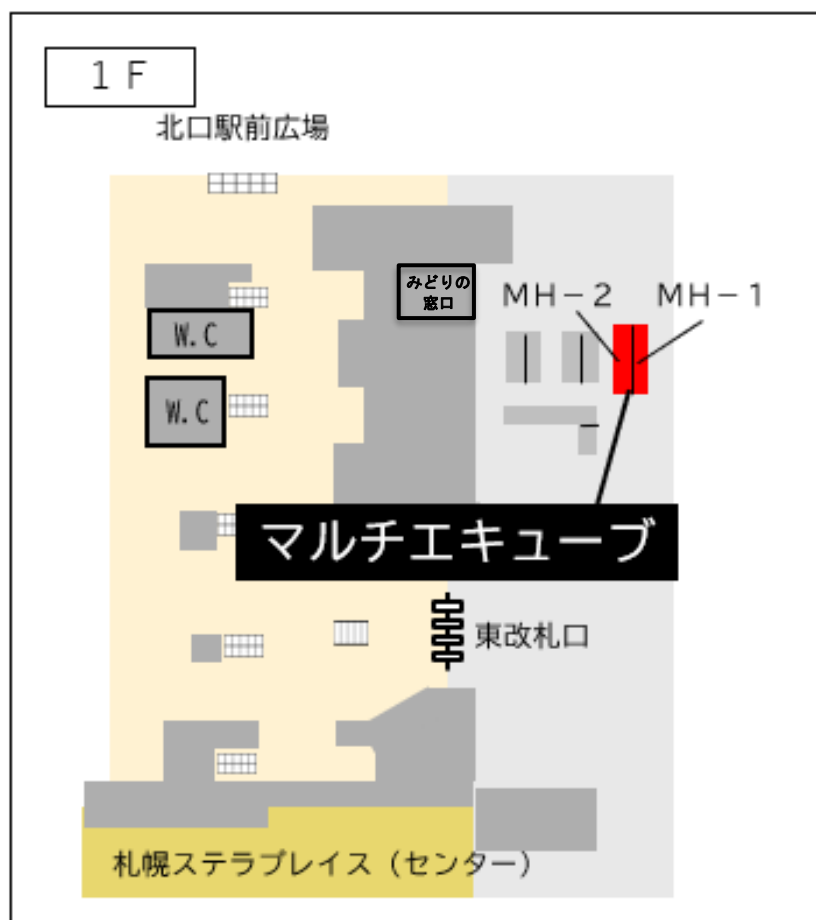 １Ｆ
北口駅前広場
みどりの
窓口
ＭＨ－２
ＭＨ－１
W.C
W.C
マルチエキューブ
東改札口
札幌ステラプレイス（センター）